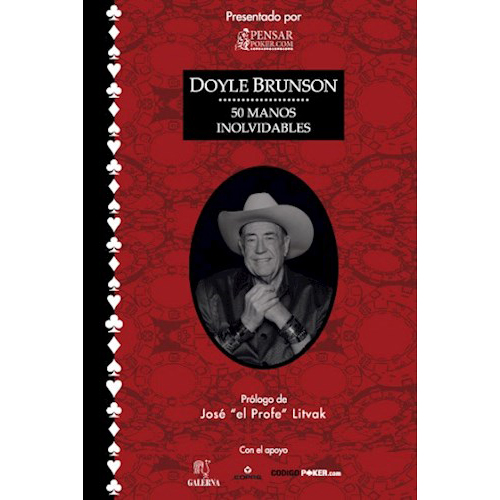 Presentado por
PENSAR
POKER.COM
DOYLE BRUNSON
50 MANOS
INOLVIDABLES
Prólogo de
José "el Profe" Litvak
Con el apoyo
GALERNA
COPAG
CODIGOPOKER.com